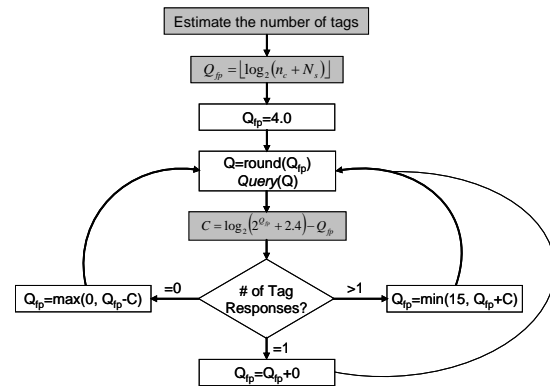 Estimate the number of tags
Q_fp = ⌊log₂(n_c + N_s)⌋
Q_fp=4.0
Q=round(Q_fp)
Query(Q)
C = log₂(2^{Q_fp} + 2.4) − Q_fp
# of Tag
Responses?
=0
>1
=1
Q_fp=max(0, Q_fp-C)
Q_fp=min(15, Q_fp+C)
Q_fp=Q_fp+0